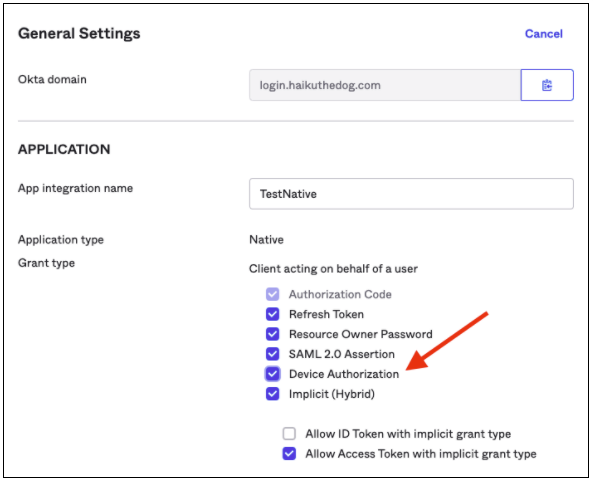 General Settings
Cancel
Okta domain
login.haikuthedog.com
APPLICATION
App integration name
TestNative
Application type
Native
Grant type
Client acting on behalf of a user
Authorization Code
Refresh Token
Resource Owner Password
SAML 2.0 Assertion
Device Authorization
Implicit (Hybrid)
Allow ID Token with implicit grant type
Allow Access Token with implicit grant type